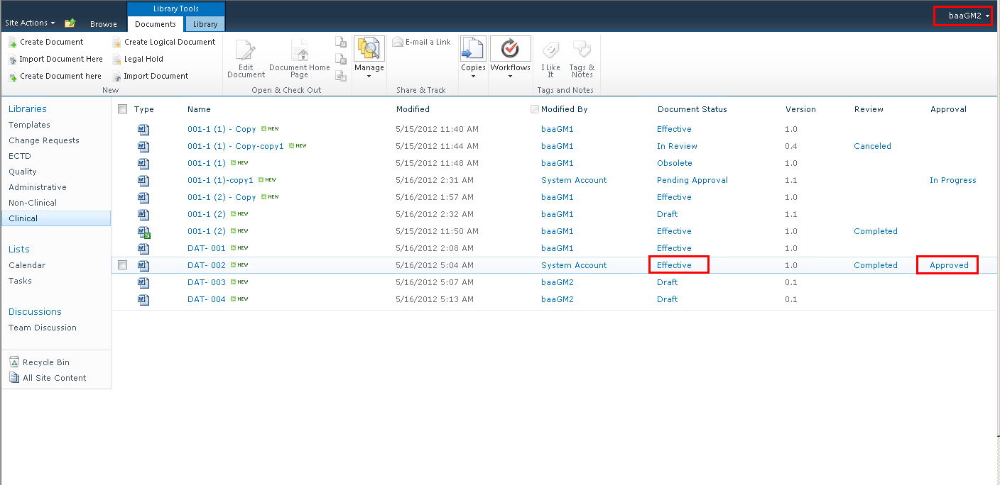 Library Tools
baaGM2
Site Actions Browse Documents Library
Create Document Create Logical Document
Import Document Here Legal Hold
Create Document here Import Document
New
Edit Document
Document Home Page
Open & Check Out
Manage
E-mail a Link
Share & Track
Copies
Workflows
I Like It
Tags & Notes
Tags and Notes
Libraries
Templates
Change Requests
ECTD
Quality
Administrative
Non-Clinical
Clinical
Lists
Calendar
Tasks
Discussions
Team Discussion
Recycle Bin
All Site Content
Type Name Modified Modified By Document Status Version Review Approval
001-1 (1) - Copy NEW 5/15/2012 11:40 AM baaGM1 Effective 1.0
001-1 (1) - Copy-copy1 NEW 5/15/2012 11:44 AM baaGM1 In Review 0.4 Canceled
001-1 (1) NEW 5/15/2012 11:48 AM baaGM1 Obsolete 1.0
001-1 (1)-copy1 NEW 5/16/2012 2:31 AM System Account Pending Approval 1.1 In Progress
001-1 (2) - Copy NEW 5/16/2012 1:57 AM baaGM1 Effective 1.0
001-1 (2) NEW 5/16/2012 2:32 AM baaGM1 Draft 1.1
001-1 (2) NEW 5/15/2012 11:50 AM baaGM1 Effective 1.0 Completed
DAT- 001 NEW 5/16/2012 2:08 AM baaGM1 Effective 1.0
DAT- 002 NEW 5/16/2012 5:04 AM System Account Effective 1.0 Completed Approved
DAT- 003 NEW 5/16/2012 5:07 AM baaGM2 Draft 0.1
DAT- 004 NEW 5/16/2012 5:13 AM baaGM2 Draft 0.1